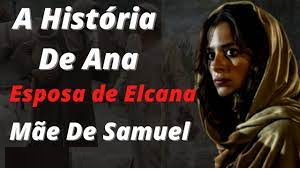 A História
De Ana
Esposa de Elcana
Mãe De Samuel